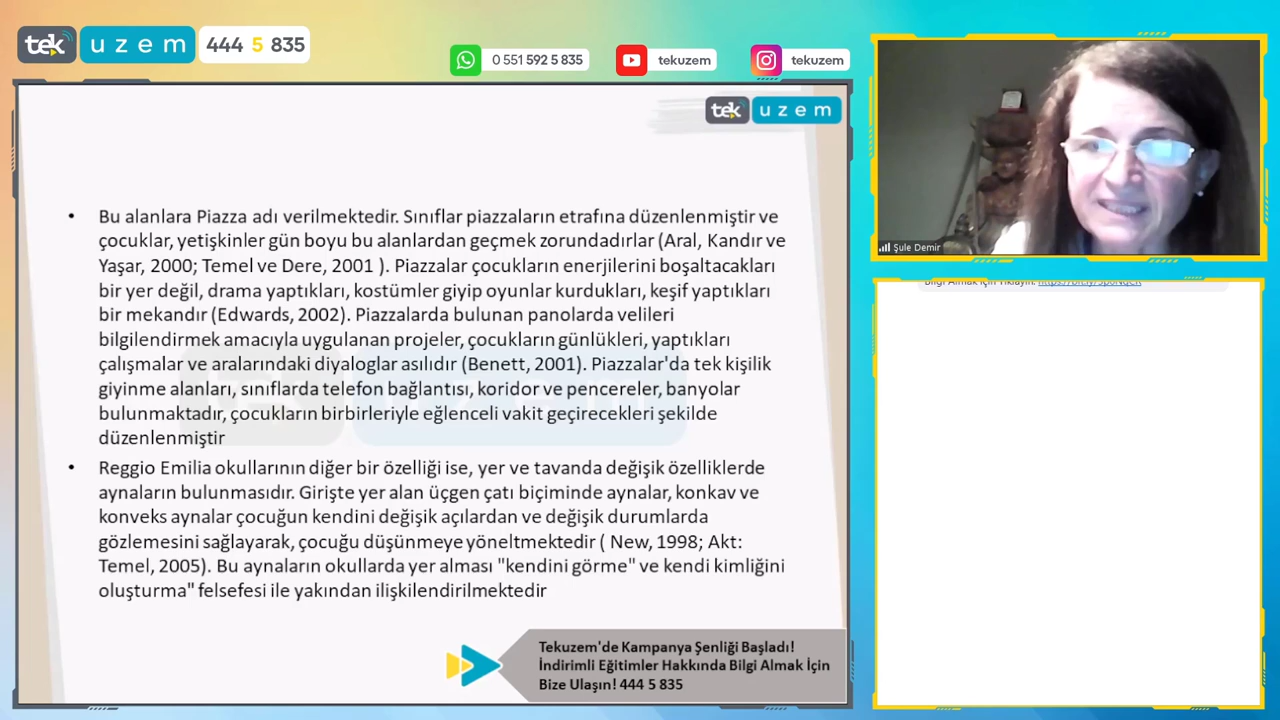 tek uzem 444 5 835
0 551 592 5 835
tekuzem
tekuzem
tek uzem
• Bu alanlara Piazza adı verilmektedir. Sınıflar piazzaların etrafına düzenlenmiştir ve
çocuklar, yetişkinler gün boyu bu alanlardan geçmek zorundadırlar (Aral, Kandır ve
Yaşar, 2000; Temel ve Dere, 2001 ). Piazzalar çocukların enerjilerini boşaltacakları
bir yer değil, drama yaptıkları, kostümler giyip oyunlar kurdukları, keşif yaptıkları
bir mekandır (Edwards, 2002). Piazzalarda bulunan panolarda velileri
bilgilendirmek amacıyla uygulanan projeler, çocukların günlükleri, yaptıkları
çalışmalar ve aralarındaki diyaloglar asılıdır (Benett, 2001). Piazzalar'da tek kişilik
giyinme alanları, sınıflarda telefon bağlantısı, koridor ve pencereler, banyolar
bulunmaktadır, çocukların birbirleriyle eğlenceli vakit geçirecekleri şekilde
düzenlenmiştir
• Reggio Emilia okullarının diğer bir özelliği ise, yer ve tavanda değişik özelliklerde
aynaların bulunmasıdır. Girişte yer alan üçgen çatı biçiminde aynalar, konkav ve
konveks aynalar çocuğun kendini değişik açılardan ve değişik durumlarda
gözlemesini sağlayarak, çocuğu düşünmeye yöneltmektedir ( New, 1998; Akt:
Temel, 2005). Bu aynaların okullarda yer alması "kendini görme" ve kendi kimliğini
oluşturma" felsefesi ile yakından ilişkilendirilmektedir
Tekuzem'de Kampanya Şenliği Başladı!
İndirimli Eğitimler Hakkında Bilgi Almak İçin
Bize Ulaşın! 444 5 835
Şule Demir
Bilgi Almak İçin Tıklayın: